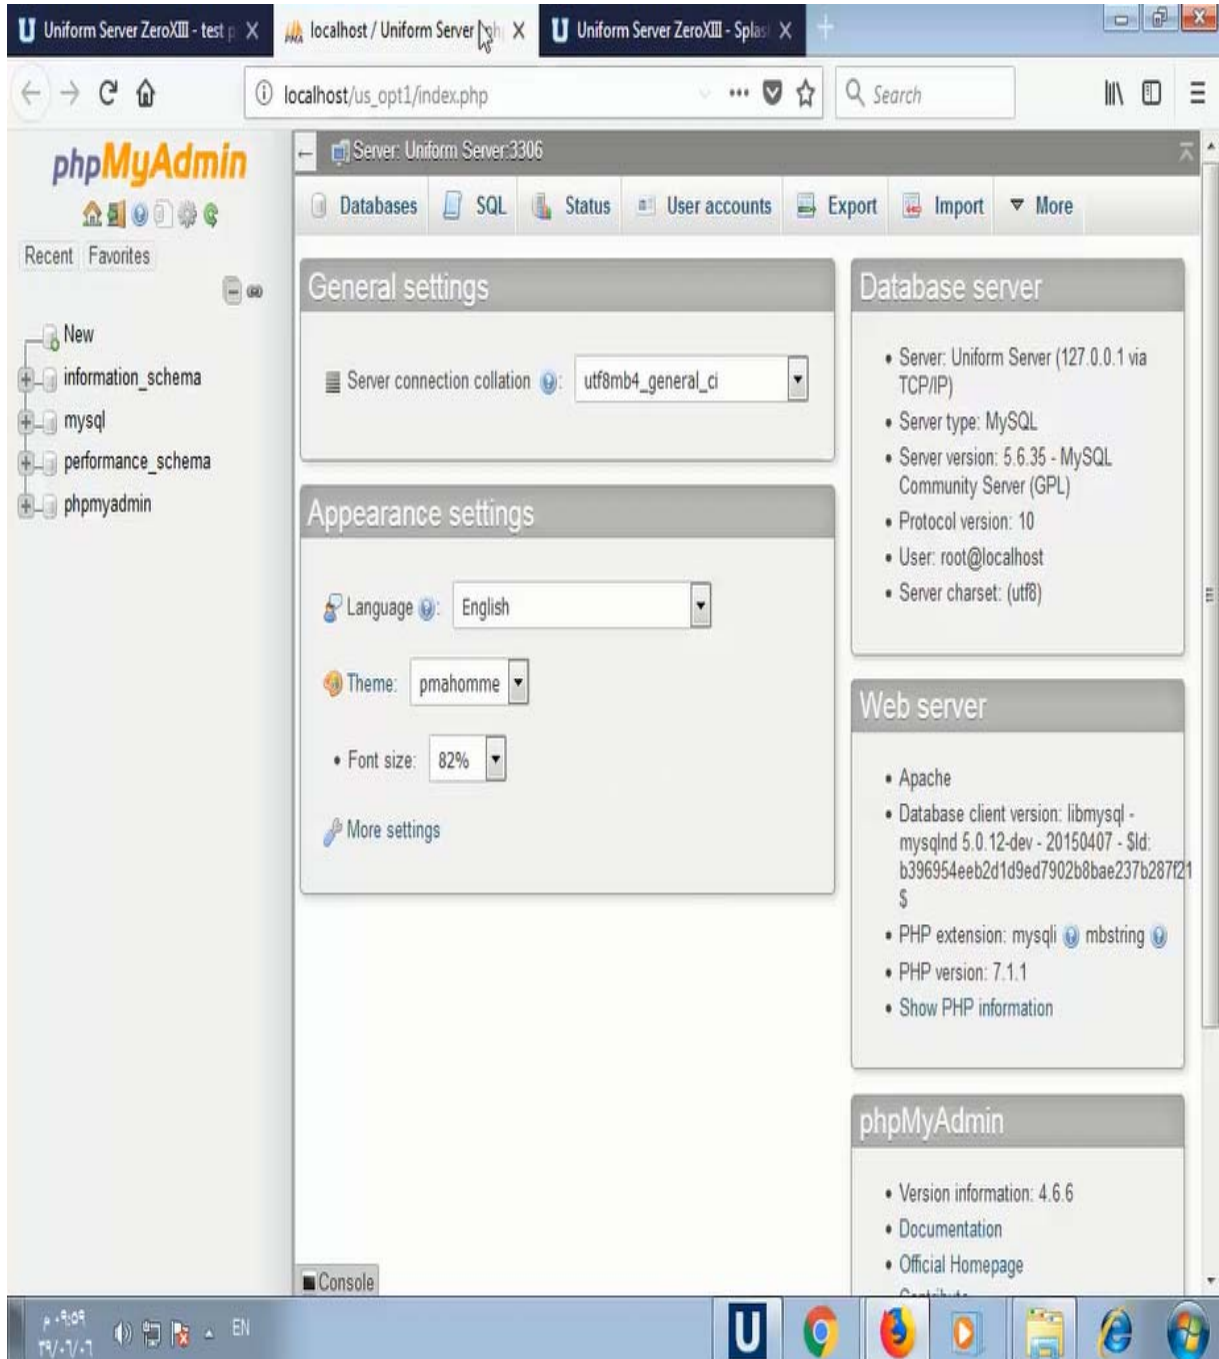 Uniform Server ZeroXIII - test p
localhost / Uniform Server
Uniform Server ZeroXIII - Splas
localhost/us_opt1/index.php
Search
phpMyAdmin
Recent Favorites
New
information_schema
mysql
performance_schema
phpmyadmin
Server: Uniform Server:3306
Databases SQL Status User accounts Export Import More
General settings
Server connection collation : utf8mb4_general_ci
Appearance settings
Language : English
Theme: pmahomme
• Font size: 82%
More settings
Database server
• Server: Uniform Server (127.0.0.1 via
TCP/IP)
• Server type: MySQL
• Server version: 5.6.35 - MySQL
Community Server (GPL)
• Protocol version: 10
• User: root@localhost
• Server charset: (utf8)
Web server
• Apache
• Database client version: libmysql -
mysqlnd 5.0.12-dev - 20150407 - $Id:
b396954eeb2d1d9ed7902b8bae237b287f21
$
• PHP extension: mysqli mbstring
• PHP version: 7.1.1
• Show PHP information
phpMyAdmin
• Version information: 4.6.6
• Documentation
• Official Homepage
Console
EN